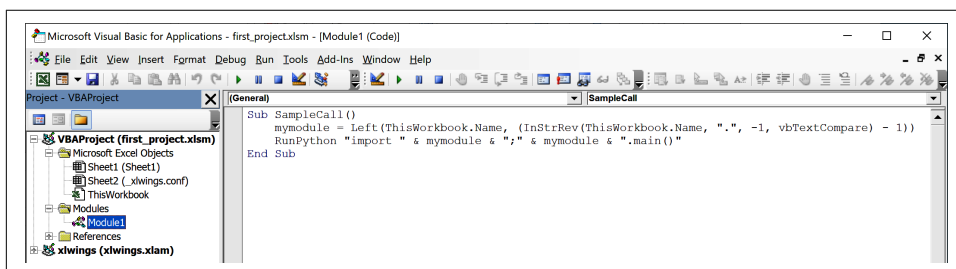 Microsoft Visual Basic for Applications - first_project.xlsm - [Module1 (Code)]
File Edit View Insert Format Debug Run Tools Add-Ins Window Help
Project - VBAProject
(General)
SampleCall
VBAProject (first_project.xlsm)
Microsoft Excel Objects
Sheet1 (Sheet1)
Sheet2 (_xlwings.conf)
ThisWorkbook
Modules
Module1
References
xlwings (xlwings.xlam)
Sub SampleCall()
mymodule = Left(ThisWorkbook.Name, (InStrRev(ThisWorkbook.Name, ".", -1, vbTextCompare) - 1))
RunPython "import " & mymodule & ";" & mymodule & ".main()"
End Sub